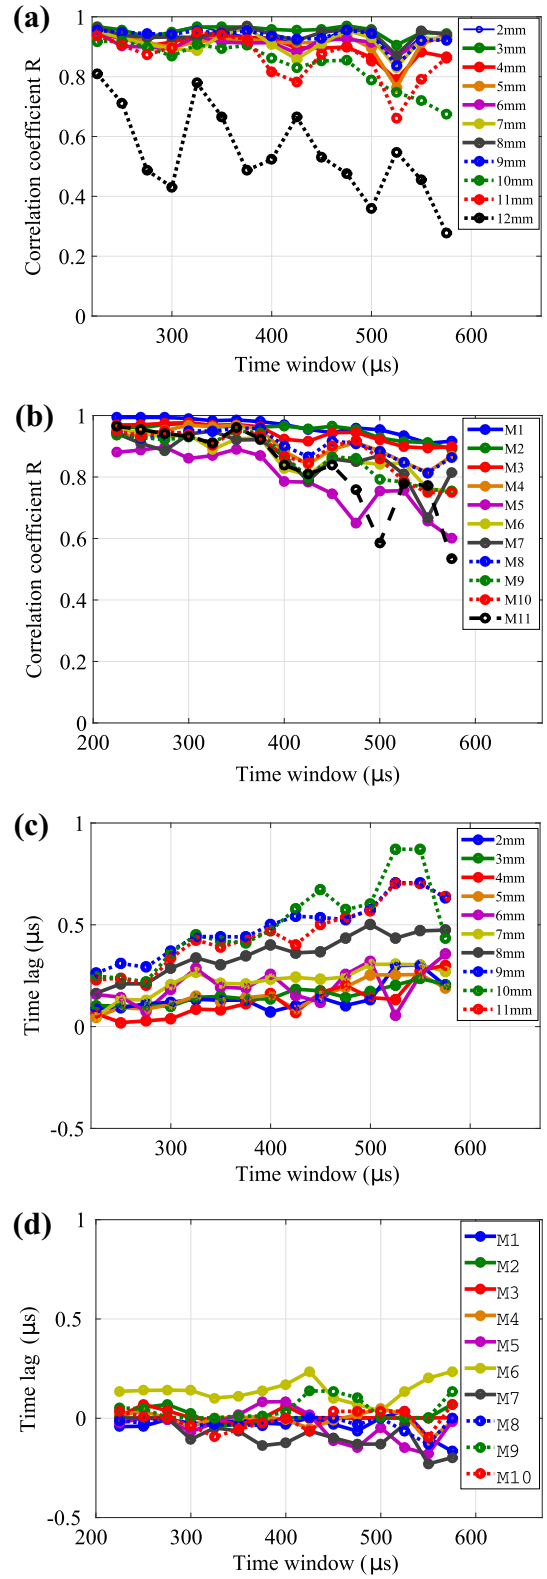 (a)
1
0.8
0.6
0.4
0.2
0
Correlation coefficient R
300
400
500
600
Time window (μs)
2mm
3mm
4mm
5mm
6mm
7mm
8mm
9mm
10mm
11mm
12mm
(b)
1
0.8
0.6
0.4
0.2
0
Correlation coefficient R
200
300
400
500
600
Time window (μs)
M1
M2
M3
M4
M5
M6
M7
M8
M9
M10
M11
(c)
1
0.5
0
-0.5
Time lag (μs)
300
400
500
600
Time window (μs)
2mm
3mm
4mm
5mm
6mm
7mm
8mm
9mm
10mm
11mm
(d)
1
0.5
0
-0.5
Time lag (μs)
200
300
400
500
600
Time window (μs)
M1
M2
M3
M4
M5
M6
M7
M8
M9
M10